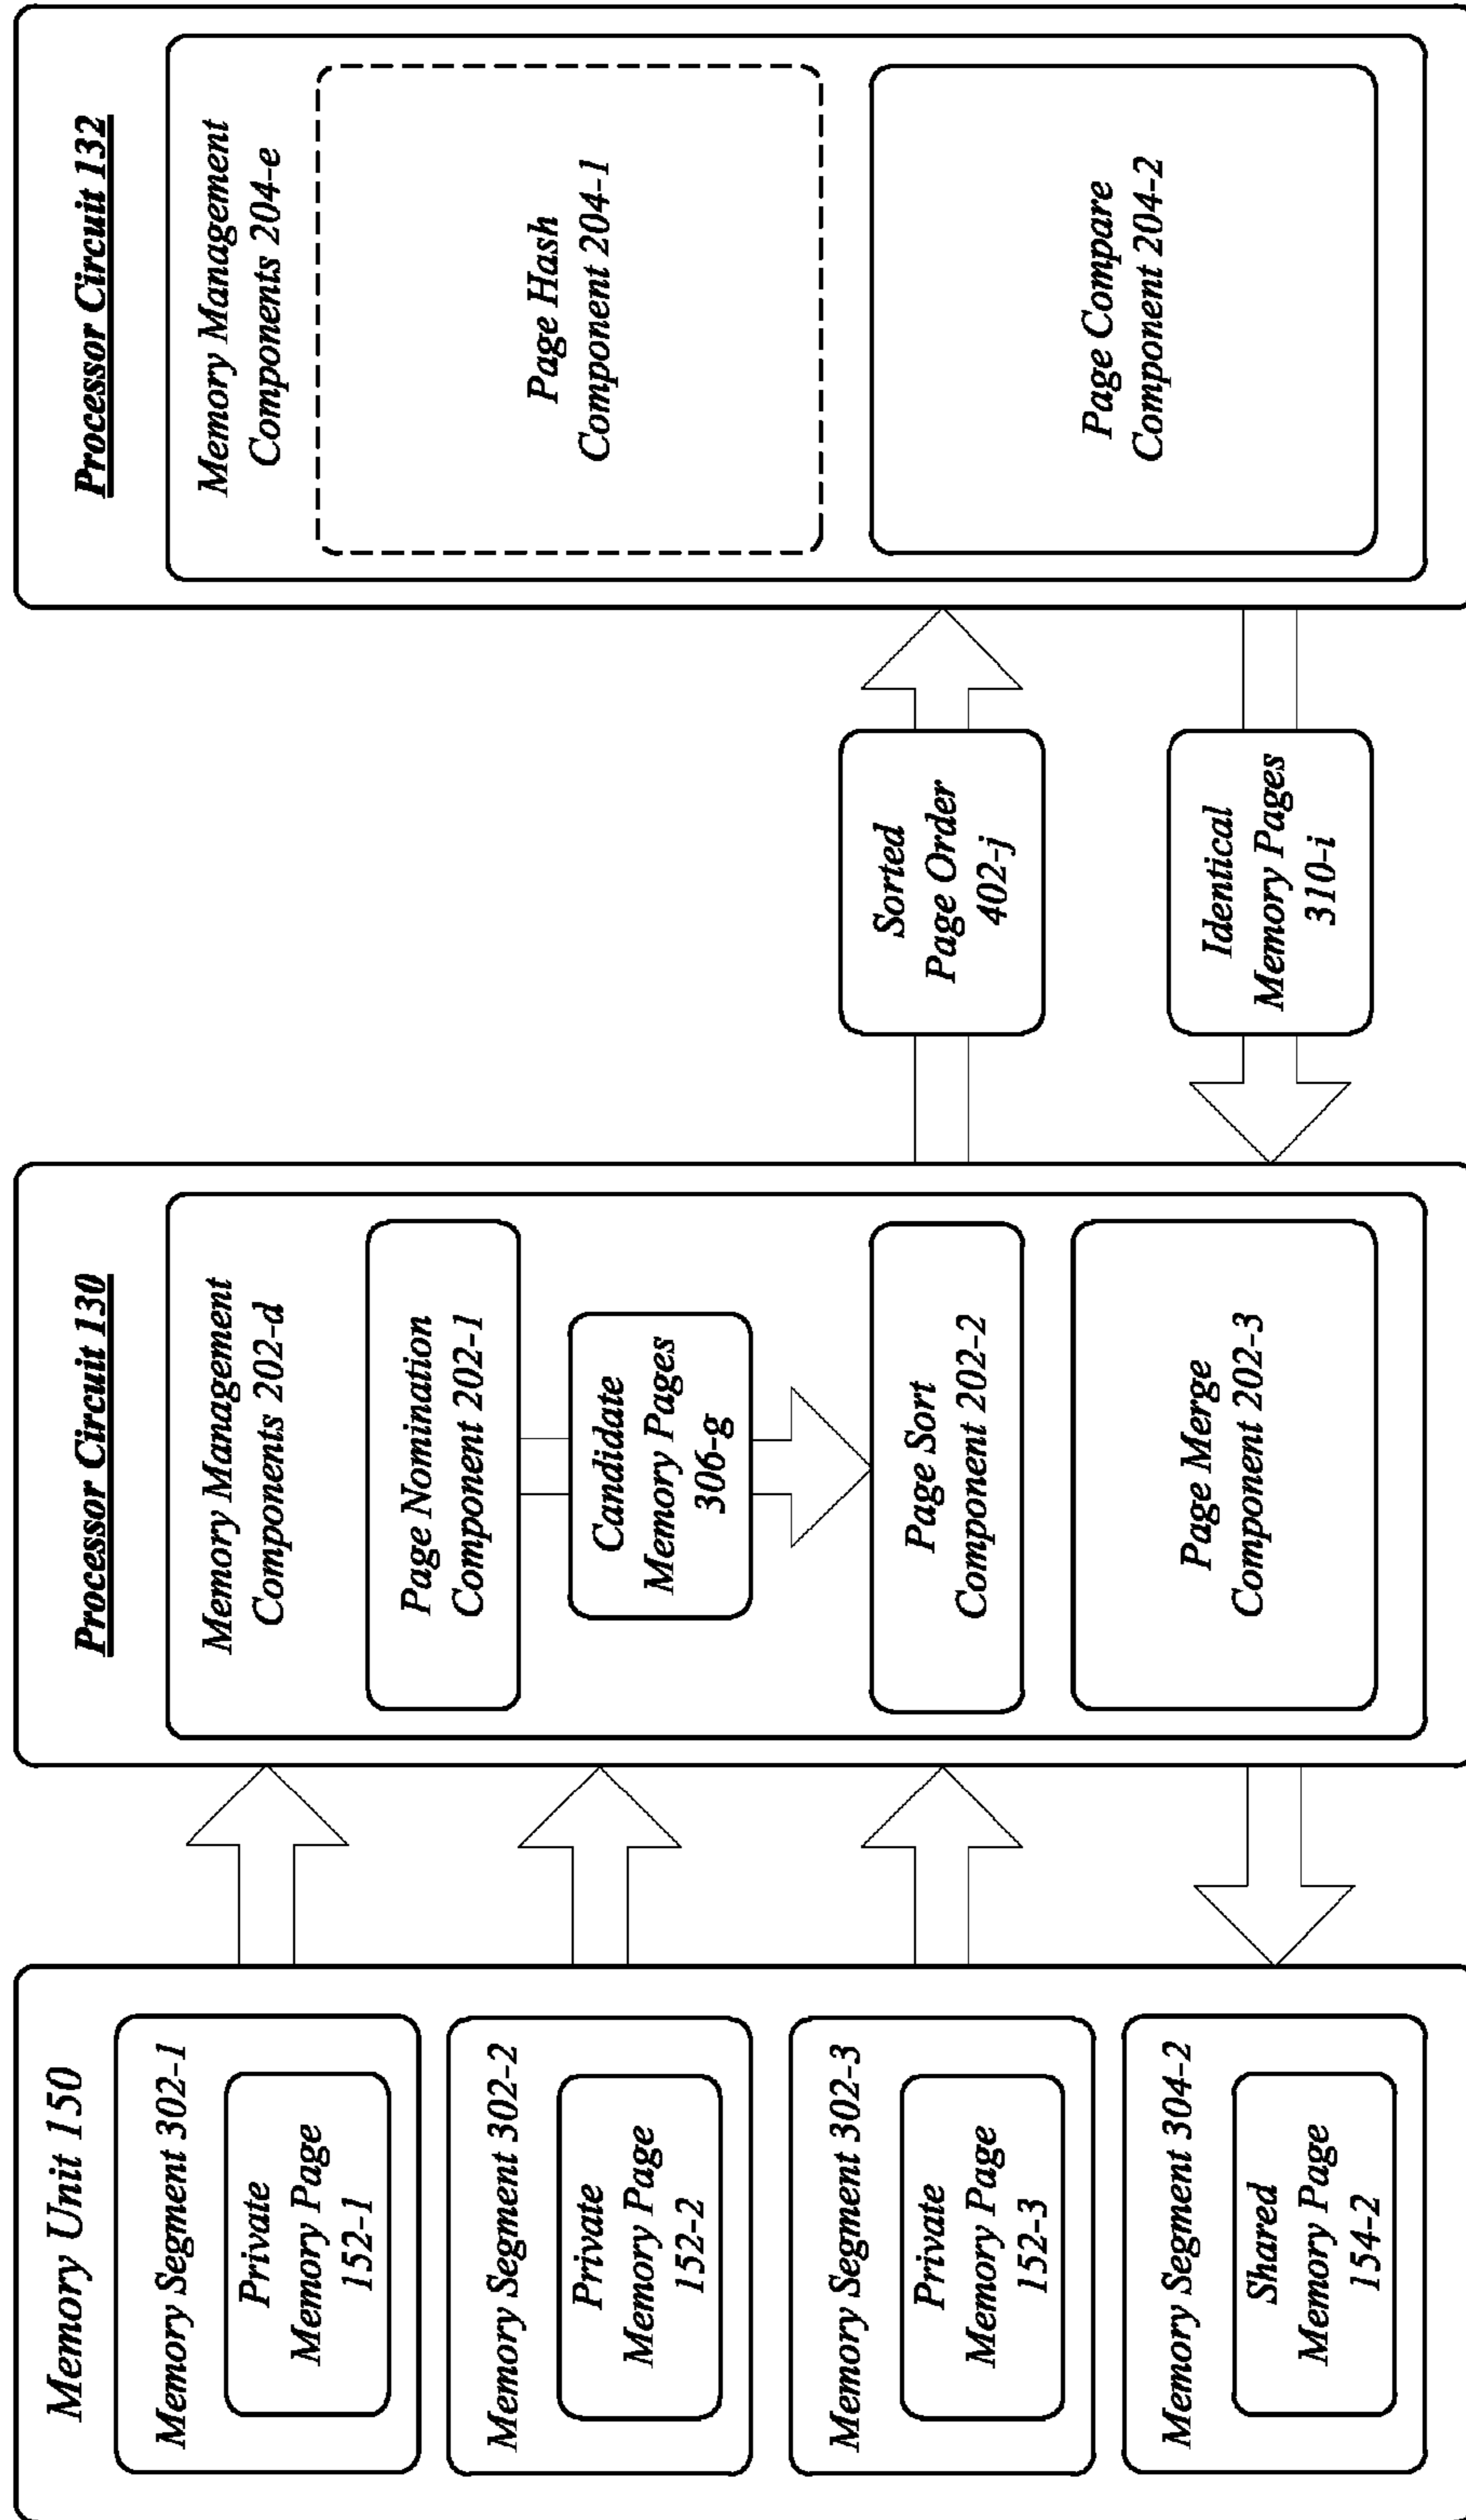 Memory Unit 150
Memory Segment 302-1
Private
Memory Page
152-1
Memory Segment 302-2
Private
Memory Page
152-2
Memory Segment 302-3
Private
Memory Page
152-3
Memory Segment 304-2
Shared
Memory Page
154-2
Processor Circuit 130
Memory Management
Components 202-d
Page Nomination
Component 202-1
Candidate
Memory Pages
306-g
Page Sort
Component 202-2
Page Merge
Component 202-3
Sorted
Page Order
402-j
Identical
Memory Pages
310-i
Processor Circuit 132
Memory Management
Components 204-e
Page Hash
Component 204-1
Page Compare
Component 204-2